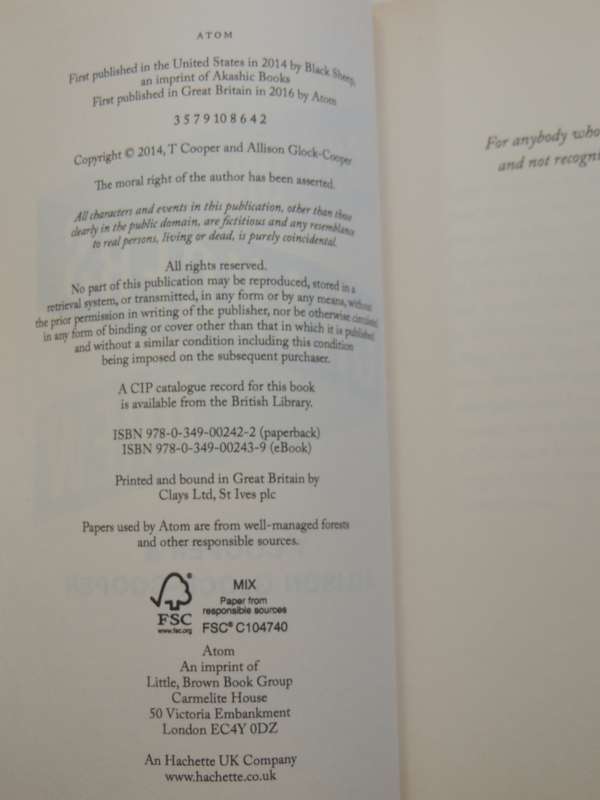 ATOM
First published in the United States in 2014 by Black Sheep,
an imprint of Akashic Books
First published in Great Britain in 2016 by Atom
3 5 7 9 10 8 6 4 2
Copyright © 2014, T Cooper and Allison Glock-Cooper
The moral right of the author has been asserted.
All characters and events in this publication, other than those
clearly in the public domain, are fictitious and any resemblance
to real persons, living or dead, is purely coincidental.
All rights reserved.
No part of this publication may be reproduced, stored in a
retrieval system, or transmitted, in any form or by any means, without
the prior permission in writing of the publisher, nor be otherwise circulated
in any form of binding or cover other than that in which it is published
and without a similar condition including this condition
being imposed on the subsequent purchaser.
A CIP catalogue record for this book
is available from the British Library.
ISBN 978-0-349-00242-2 (paperback)
ISBN 978-0-349-00243-9 (eBook)
Printed and bound in Great Britain by
Clays Ltd, St Ives plc
Papers used by Atom are from well-managed forests
and other responsible sources.
FSC
www.fsc.org
MIX
Paper from
responsible sources
FSC® C104740
Atom
An imprint of
Little, Brown Book Group
Carmelite House
50 Victoria Embankment
London EC4Y 0DZ
An Hachette UK Company
www.hachette.co.uk
For anybody who
and not